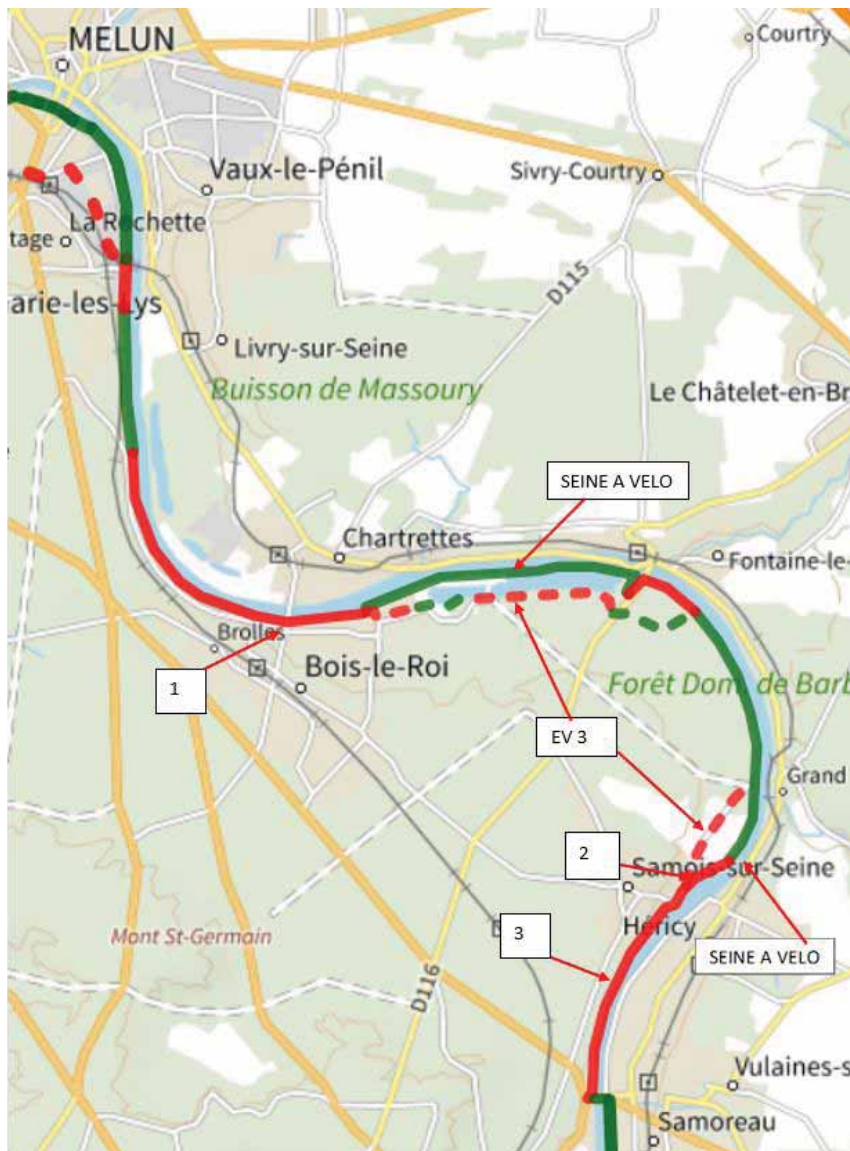 MELUN
Courtry
Vaux-le-Pénil
Sivry-Courtry
La Rochette
tage
D115
arie-les-Lys
Livry-sur-Seine
Buisson de Massoury
Le Châtelet-en-Br
SEINE A VELO
Chartrettes
Fontaine-le-
Brolles
Bois-le-Roi
1
Forêt Dom. de Barb
EV 3
Grand
2
Samois-sur-Seine
Héricy
3
Mont St-Germain
SEINE A VELO
D116
Vulaines-s
Samoreau